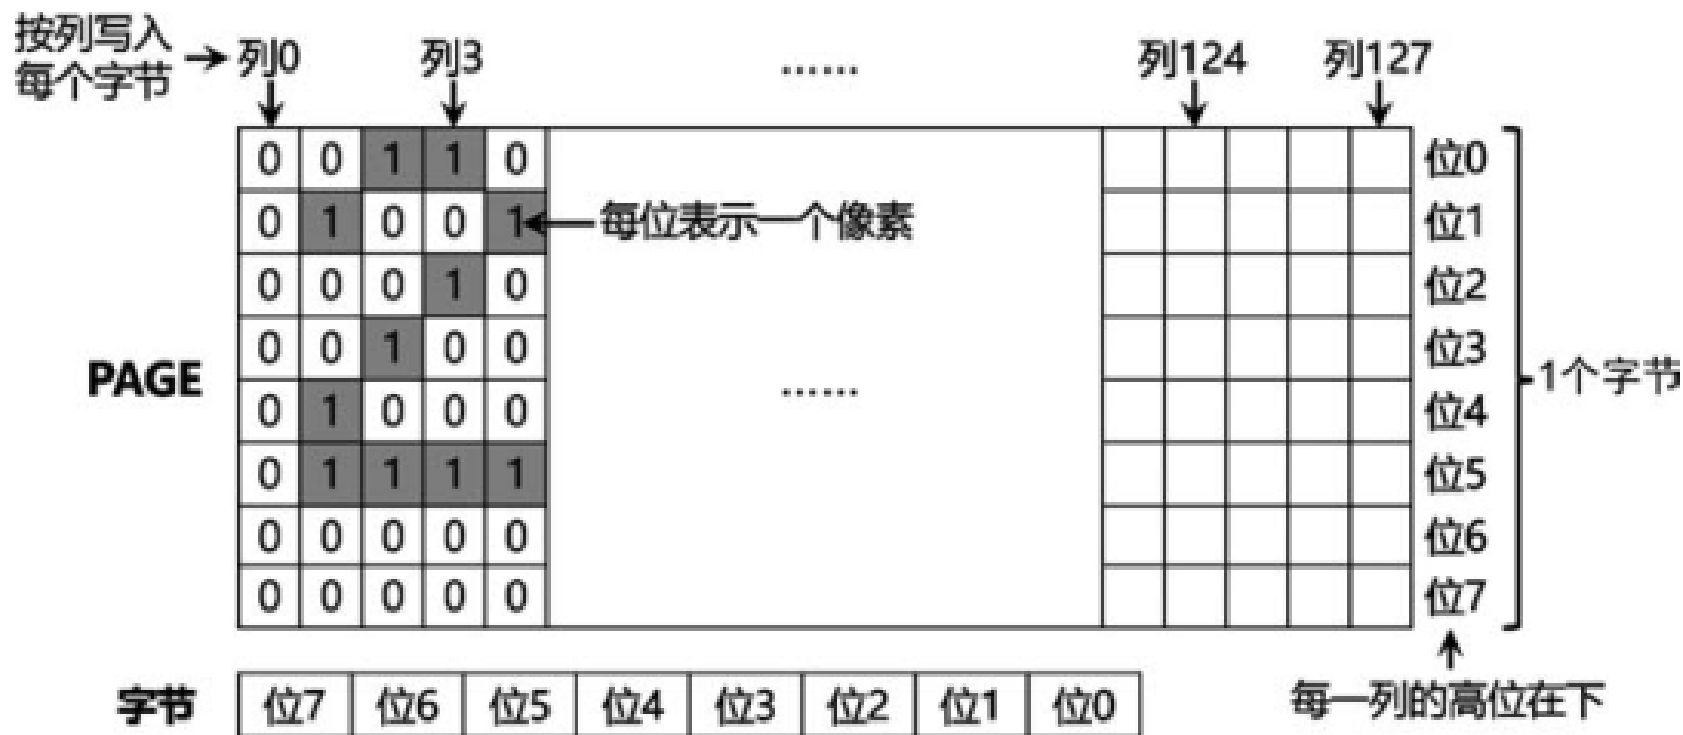 按列写入
每个字节
列0
列3
......
列124
列127
0 0 1 1 0
位0
0 1 0 0 1
每位表示一个像素
位1
0 0 0 1 0
位2
0 0 1 0 0
位3
PAGE
......
1个字节
0 1 0 0 0
位4
0 1 1 1 1
位5
0 0 0 0 0
位6
0 0 0 0 0
位7
字节
位7 位6 位5 位4 位3 位2 位1 位0
每一列的高位在下